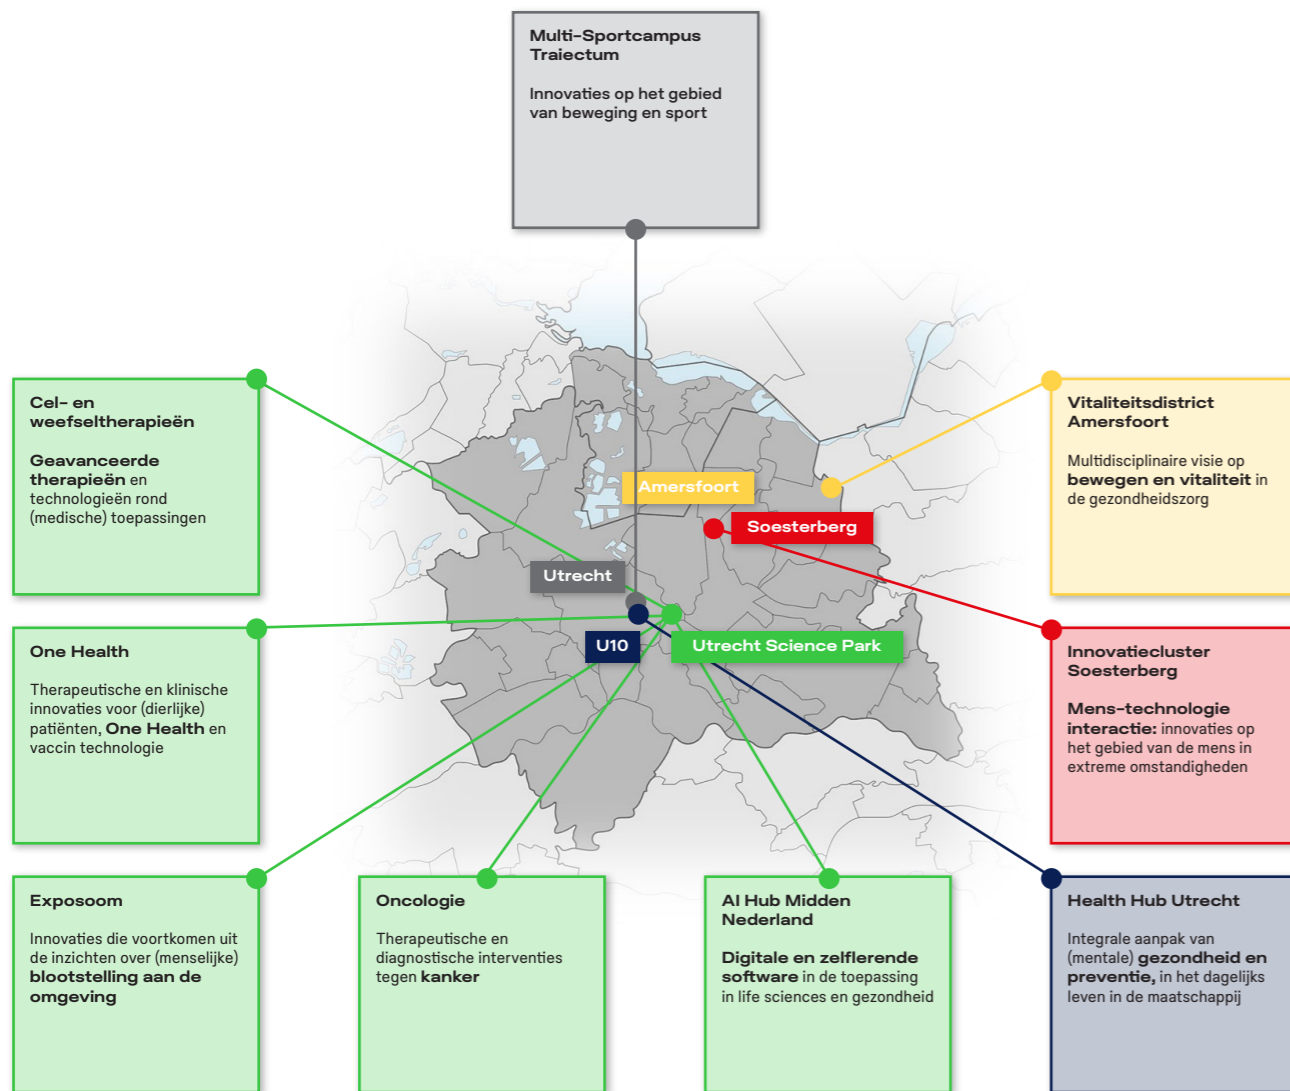 Multi-Sportcampus
Traiectum
Innovaties op het gebied
van beweging en sport
Cel- en
weefseltherapieën
Geavanceerde
therapieën en
technologieën rond
(medische) toepassingen
Vitaliteitsdistrict
Amersfoort
Multidisciplinaire visie op
bewegen en vitaliteit in
de gezondheidszorg
Amersfoort
Soesterberg
Utrecht
U10
Utrecht Science Park
One Health
Therapeutische en klinische
innovaties voor (dierlijke)
patiënten, One Health en
vaccin technologie
Innovatiecluster
Soesterberg
Mens-technologie
interactie: innovaties op
het gebied van de mens in
extreme omstandigheden
Exposoom
Innovaties die voortkomen uit
de inzichten over (menselijke)
blootstelling aan de
omgeving
Oncologie
Therapeutische en
diagnostische interventies
tegen kanker
AI Hub Midden
Nederland
Digitale en zelflerende
software in de toepassing
in life sciences en gezondheid
Health Hub Utrecht
Integrale aanpak van
(mentale) gezondheid en
preventie, in het dagelijks
leven in de maatschappij